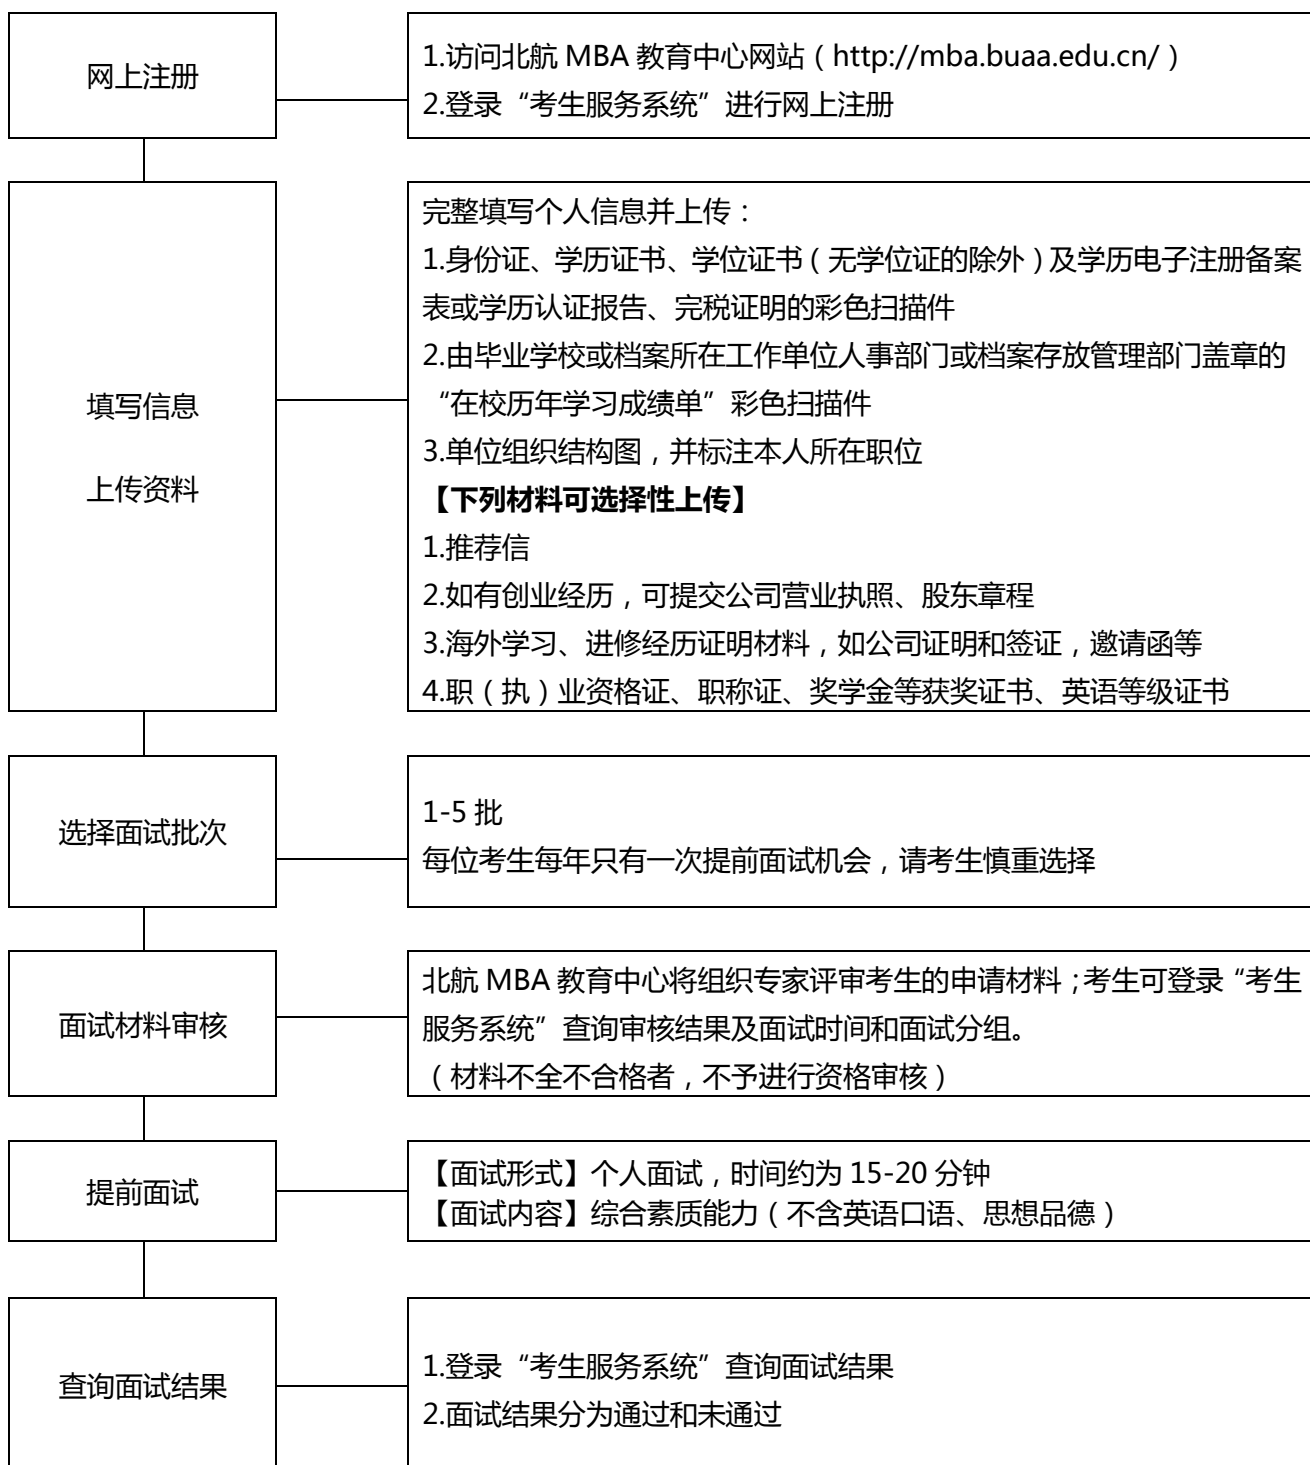 网上注册
1.访问北航 MBA 教育中心网站（http://mba.buaa.edu.cn/）
2.登录“考生服务系统”进行网上注册
填写信息
上传资料
完整填写个人信息并上传：
1.身份证、学历证书、学位证书（无学位证的除外）及学历电子注册备案
表或学历认证报告、完税证明的彩色扫描件
2.由毕业学校或档案所在工作单位人事部门或档案存放管理部门盖章的
“在校历年学习成绩单”彩色扫描件
3.单位组织结构图，并标注本人所在职位
【下列材料可选择性上传】
1.推荐信
2.如有创业经历，可提交公司营业执照、股东章程
3.海外学习、进修经历证明材料，如公司证明和签证，邀请函等
4.职（执）业资格证、职称证、奖学金等获奖证书、英语等级证书
选择面试批次
1-5 批
每位考生每年只有一次提前面试机会，请考生慎重选择
面试材料审核
北航 MBA 教育中心将组织专家评审考生的申请材料；考生可登录“考生
服务系统”查询审核结果及面试时间和面试分组。
（材料不全不合格者，不予进行资格审核）
提前面试
【面试形式】个人面试，时间约为 15-20 分钟
【面试内容】综合素质能力（不含英语口语、思想品德）
查询面试结果
1.登录“考生服务系统”查询面试结果
2.面试结果分为通过和未通过